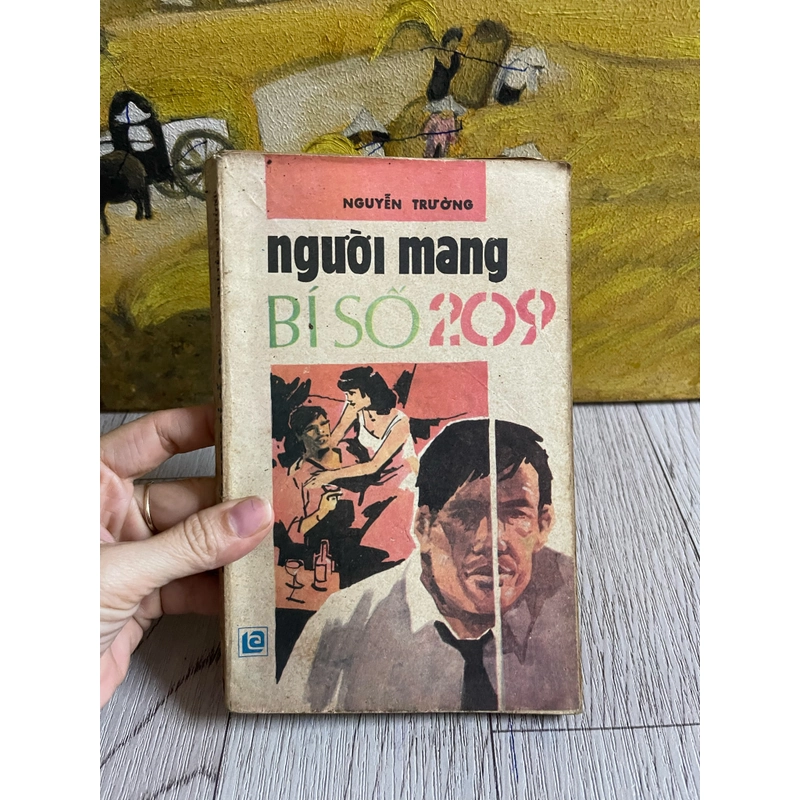 NGUYỄN TRƯỜNG
người mang
BÍ SỐ 209